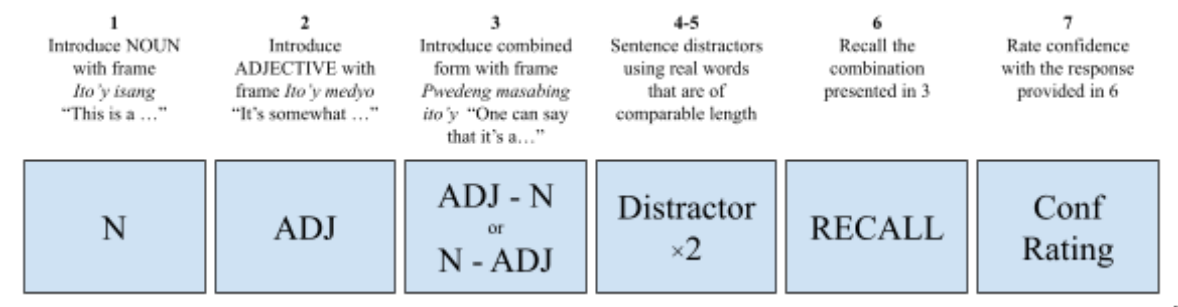 1
Introduce NOUN
with frame
Ito'y isang
“This is a …”
2
Introduce
ADJECTIVE with
frame Ito'y medyo
“It's somewhat …”
3
Introduce combined
form with frame
Pwedeng masabing
ito'y “One can say
that it's a…”
4-5
Sentence distractors
using real words
that are of
comparable length
6
Recall the
combination
presented in 3
7
Rate confidence
with the response
provided in 6
N
ADJ
ADJ - N
or
N - ADJ
Distractor
×2
RECALL
Conf
Rating